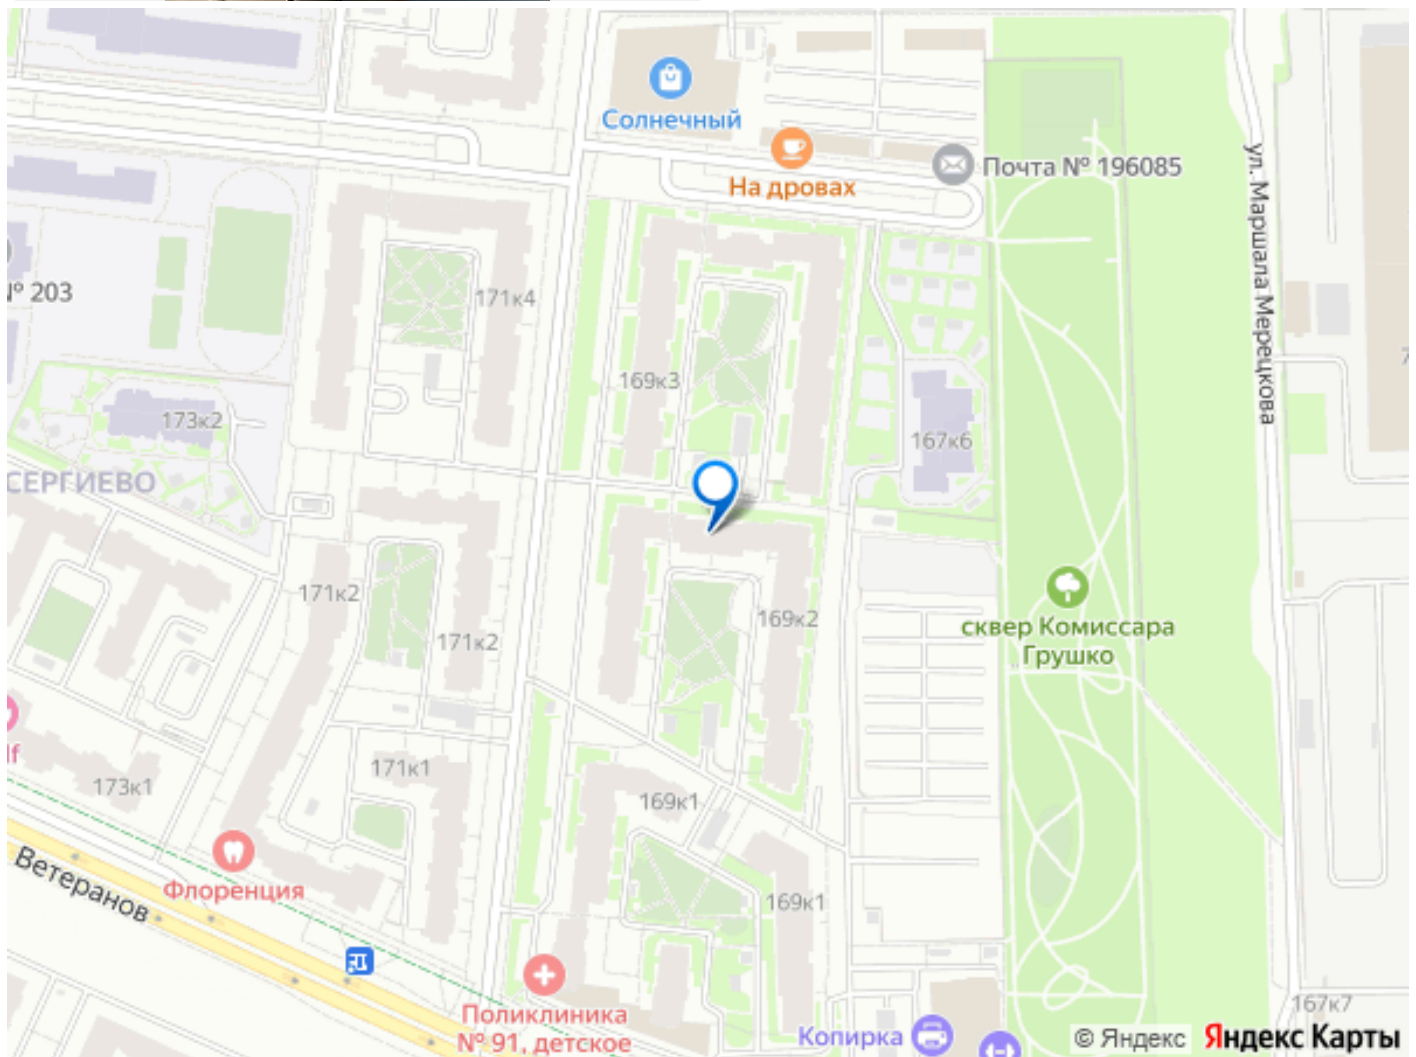 Солнечный
На дровах
Почта № 196085
ул. Маршала Мерецкова
№ 203
171к4
169к3
173к2
167к6
СЕРГИЕВО
171к2
171к2
169к2
сквер Комиссара
Грушко
173к1
171к1
169к1
Ветеранов
Флоренция
169к1
Поликлиника
№ 91, детское
Копирка
167к7
© Яндекс Яндекс Карты